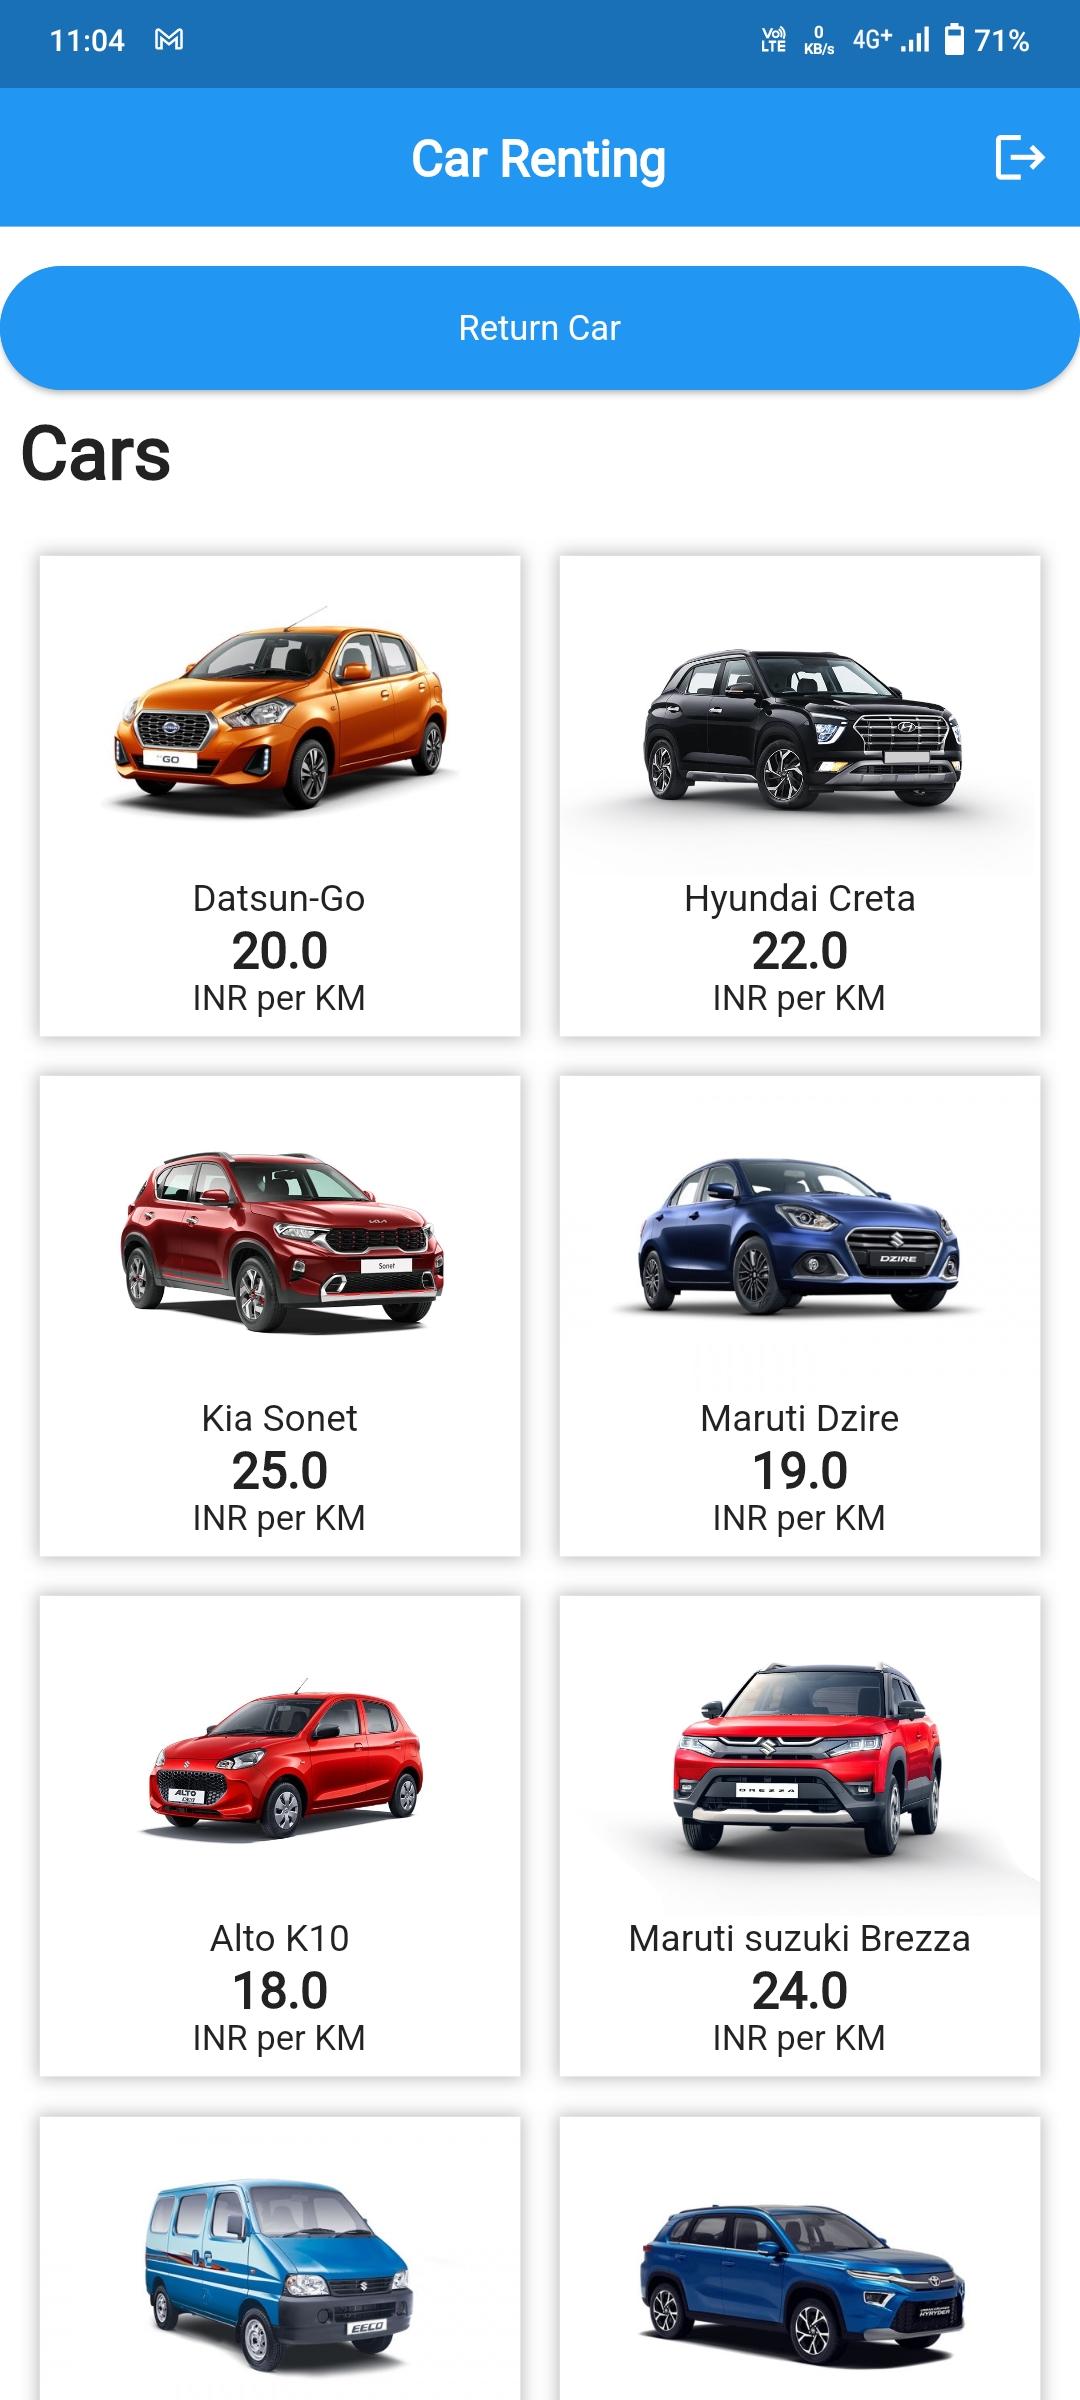 11:04
Vo)) LTE
0 KB/s
4G+
71%
Car Renting
Return Car
Cars
GO
Datsun-Go
20.0
INR per KM
Hyundai Creta
22.0
INR per KM
KIA
Sonet
Kia Sonet
25.0
INR per KM
DZIRE
Maruti Dzire
19.0
INR per KM
ALTO
K10
Alto K10
18.0
INR per KM
BREZZA
Maruti suzuki Brezza
24.0
INR per KM
EECO
HYRYDER